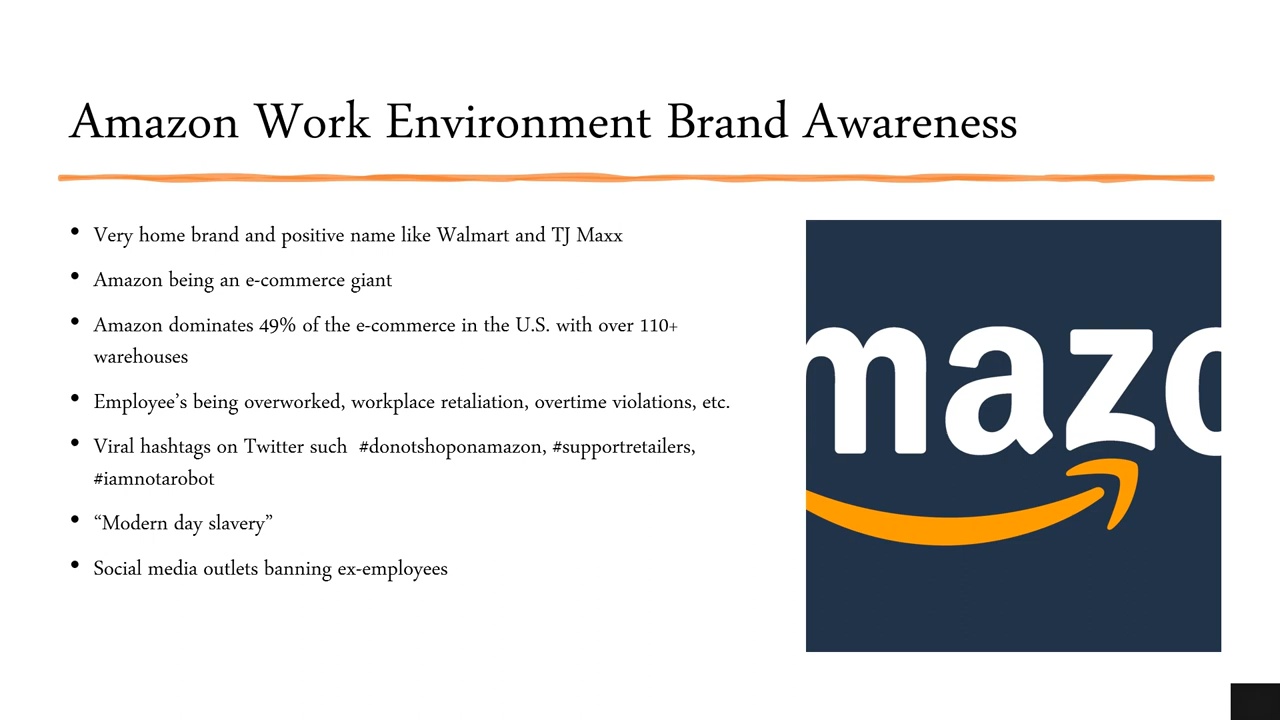 Amazon Work Environment Brand Awareness
• Very home brand and positive name like Walmart and TJ Maxx
• Amazon being an e-commerce giant
• Amazon dominates 49% of the e-commerce in the U.S. with over 110+
warehouses
• Employee’s being overworked, workplace retaliation, overtime violations, etc.
• Viral hashtags on Twitter such  #donotshoponamazon, #supportretailers,
#iamnotarobot
• “Modern day slavery”
• Social media outlets banning ex-employees
mazo